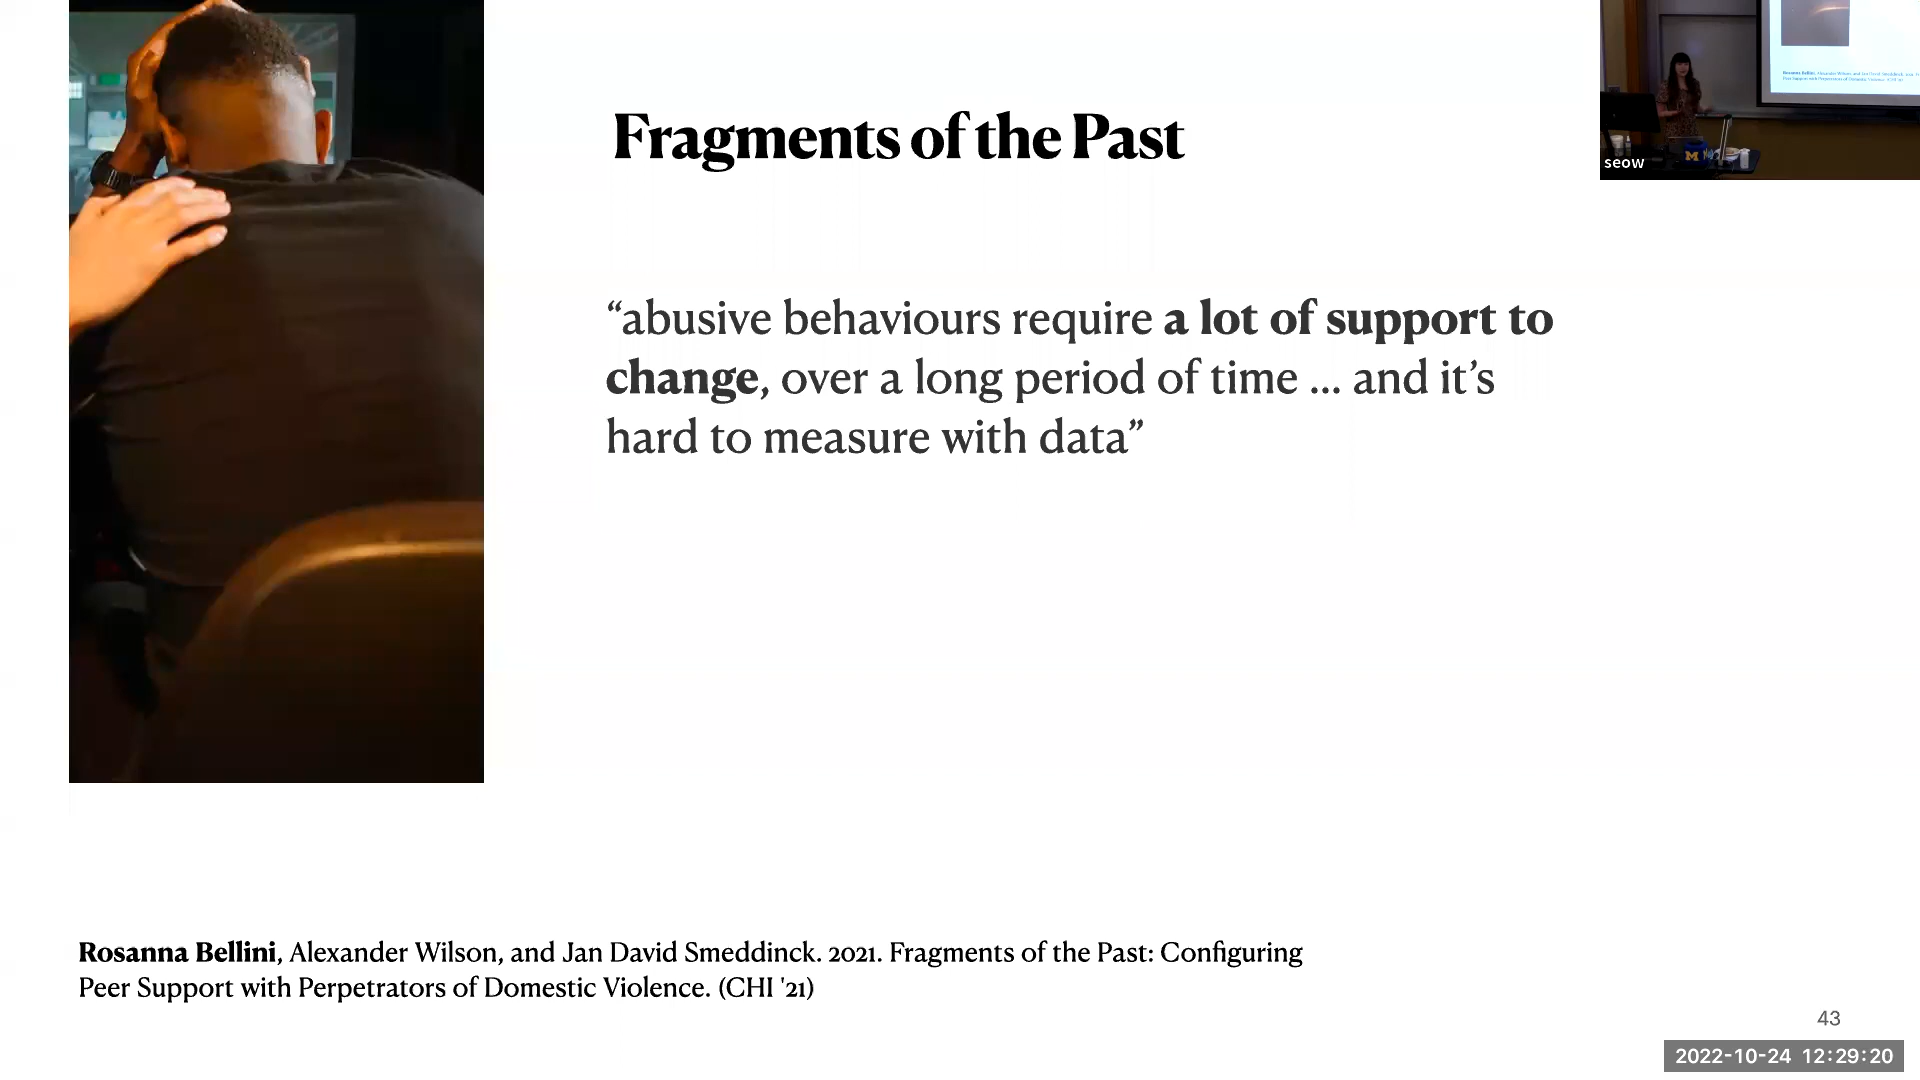 Fragments of the Past
seow
M
“abusive behaviours require a lot of support to
change, over a long period of time ... and it’s
hard to measure with data”
Rosanna Bellini, Alexander Wilson, and Jan David Smeddinck. 2021. Fragments of the Past: Configuring
Peer Support with Perpetrators of Domestic Violence. (CHI '21)
43
2022-10-24 12:29:20